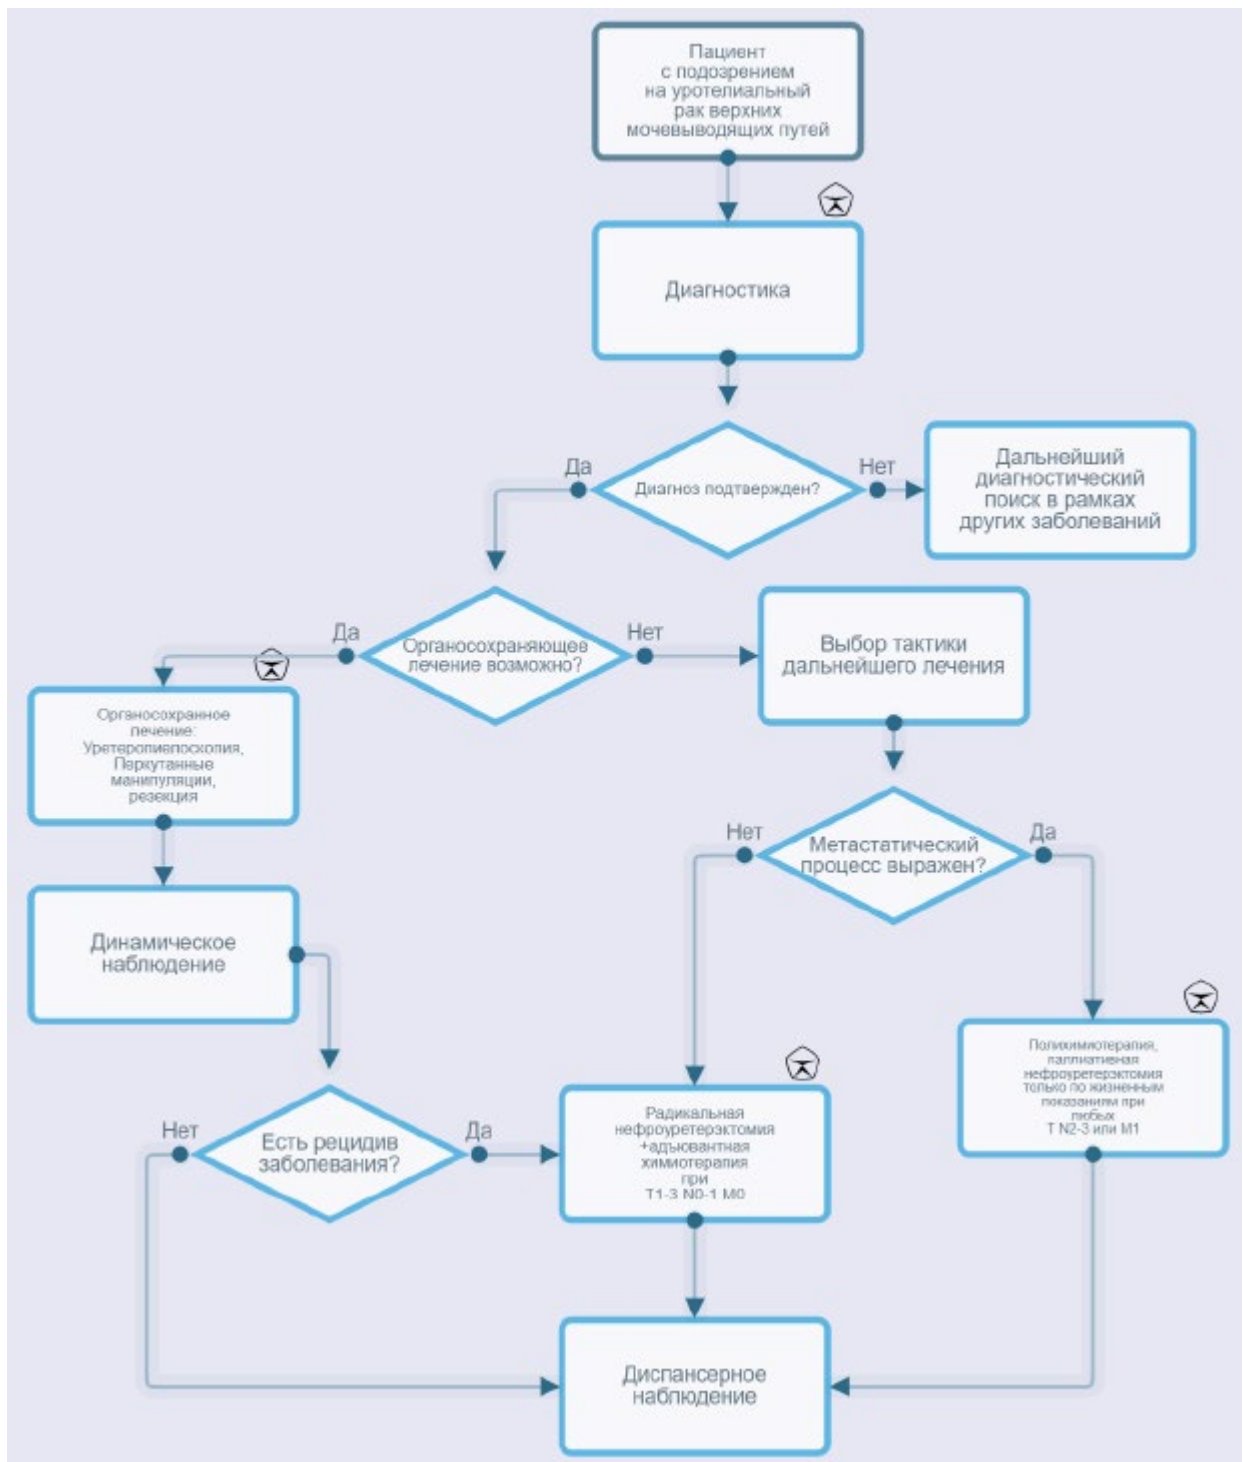 Пациент
с подозрением
на уротелиальный
рак верхних
мочевыводящих путей
Диагностика
Да
Диагноз подтвержден?
Нет
Дальнейший
диагностический
поиск в рамках
других заболеваний
Да
Органосохраняющее
лечение возможно?
Нет
Выбор тактики
дальнейшего лечения
Органосохранное
лечение:
Уретеропиелоскопия,
Перкутанные
манипуляции,
резекция
Нет
Метастатический
процесс выражен?
Да
Динамическое
наблюдение
Полихимиотерапия,
паллиативная
нефроуретерэктомия
только по жизненным
показаниям при
любых
T N2-3 или M1
Нет
Есть рецидив
заболевания?
Да
Радикальная
нефроуретерэктомия
+адъювантная
химиотерапия
при
T1-3 N0-1 M0
Диспансерное
наблюдение